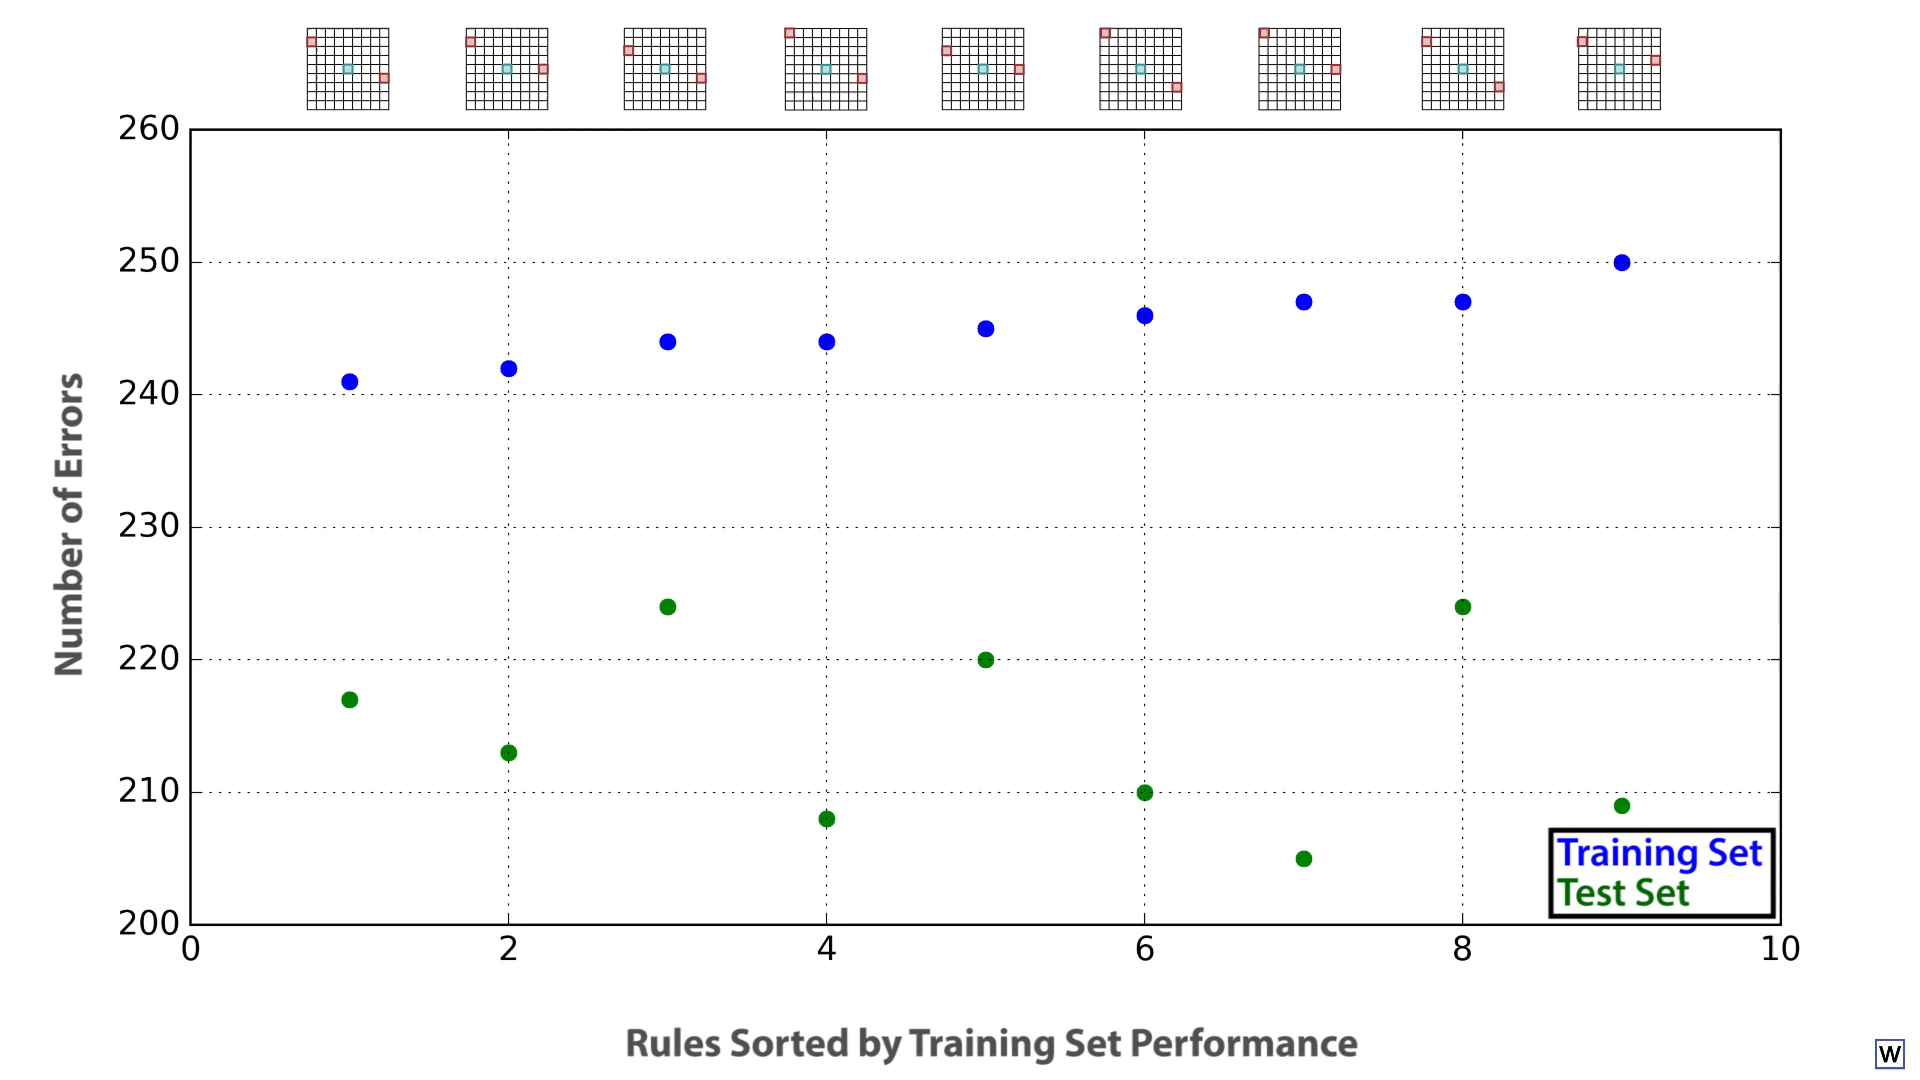 260
250
240
230
220
210
200
0 2 4 6 8 10
Number of Errors
Training Set
Test Set
Rules Sorted by Training Set Performance
W